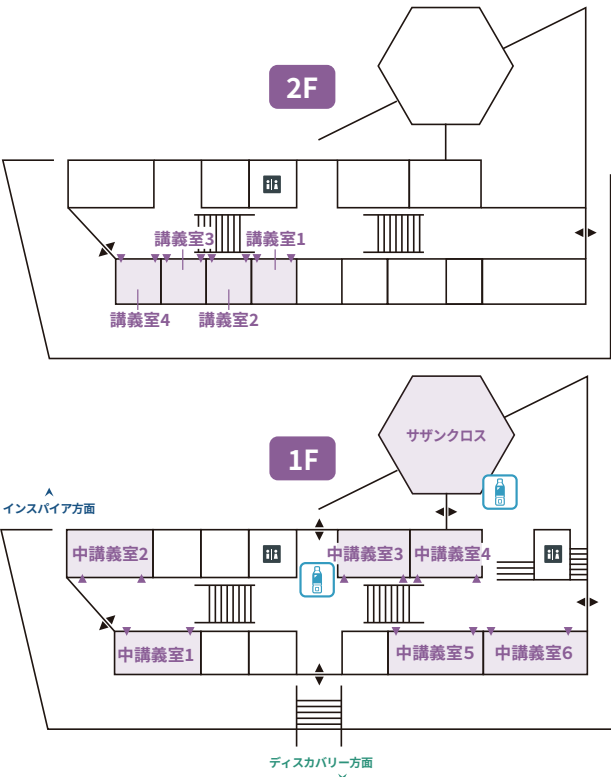 2F
講義室3
講義室1
講義室4
講義室2
サザンクロス
1F
インスパイア方面
中講義室2
中講義室3
中講義室4
中講義室1
中講義室5
中講義室6
ディスカバリー方面